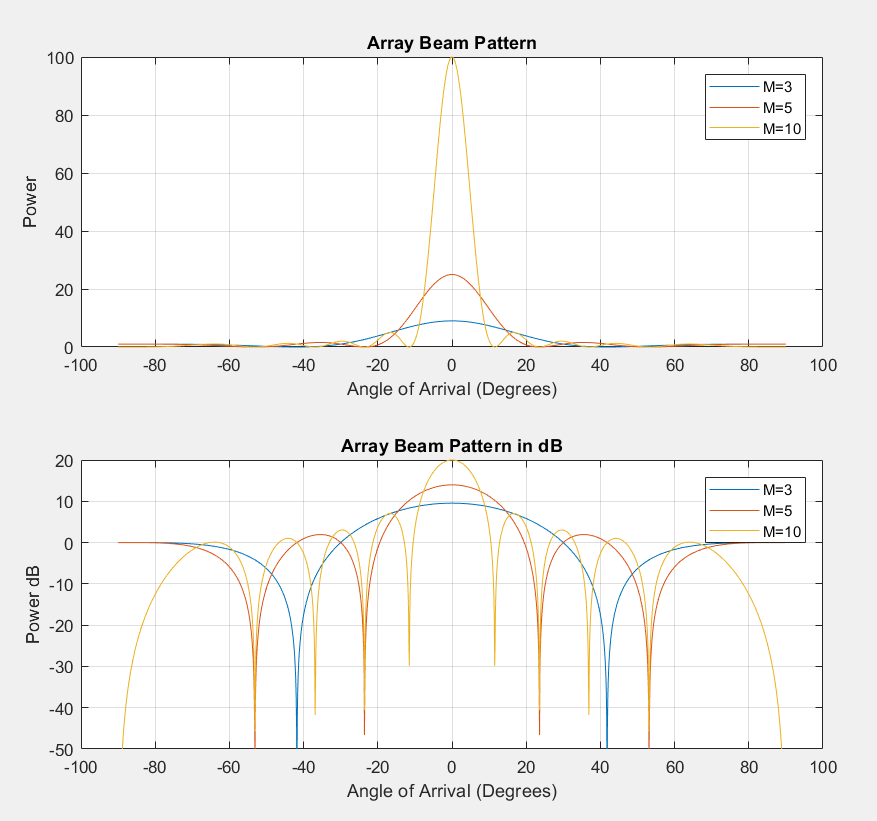 Array Beam Pattern
100
80
60
40
20
0
Power
M=3
M=5
M=10
-100 -80 -60 -40 -20 0 20 40 60 80 100
Angle of Arrival (Degrees)
Array Beam Pattern in dB
20
10
0
-10
-20
-30
-40
-50
Power dB
M=3
M=5
M=10
-100 -80 -60 -40 -20 0 20 40 60 80 100
Angle of Arrival (Degrees)